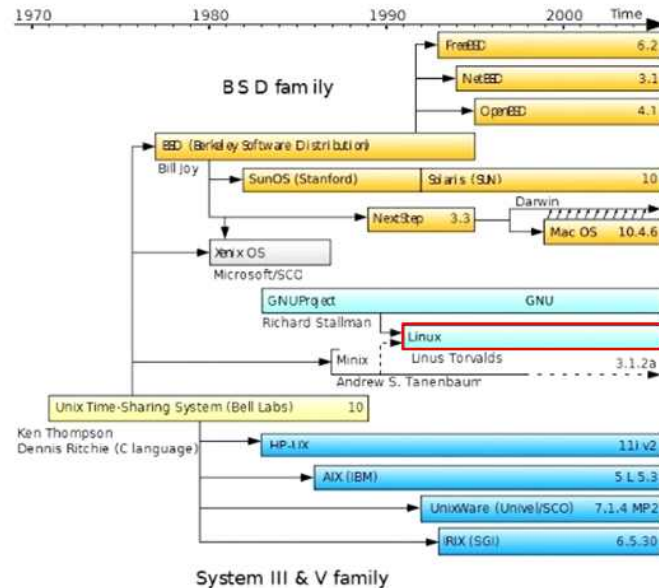 1970 1980 1990 2000 Time
FreeBSD 6.2
BSD family
NetBSD 3.1
OpenBSD 4.1
BSD (Berkeley Software Distribution)
Bill Joy
SunOS (Stanford) Solaris (SUN) 10
Darwin
NextStep 3.3
Mac OS 10.4.6
Xenix OS
Microsoft/SCO
GNUProject GNU
Richard Stallman
Linux
Minix Linus Torvalds 3.1.2a
Andrew S. Tanenbaum
Unix Time-Sharing System (Bell Labs) 10
Ken Thompson
Dennis Ritchie (C language)
HP-UX 11i v2
AIX (IBM) 5 L 5.3
UnixWare (Univel/SCO) 7.1.4 MP2
IRIX (SGI) 6.5.30
System III & V family